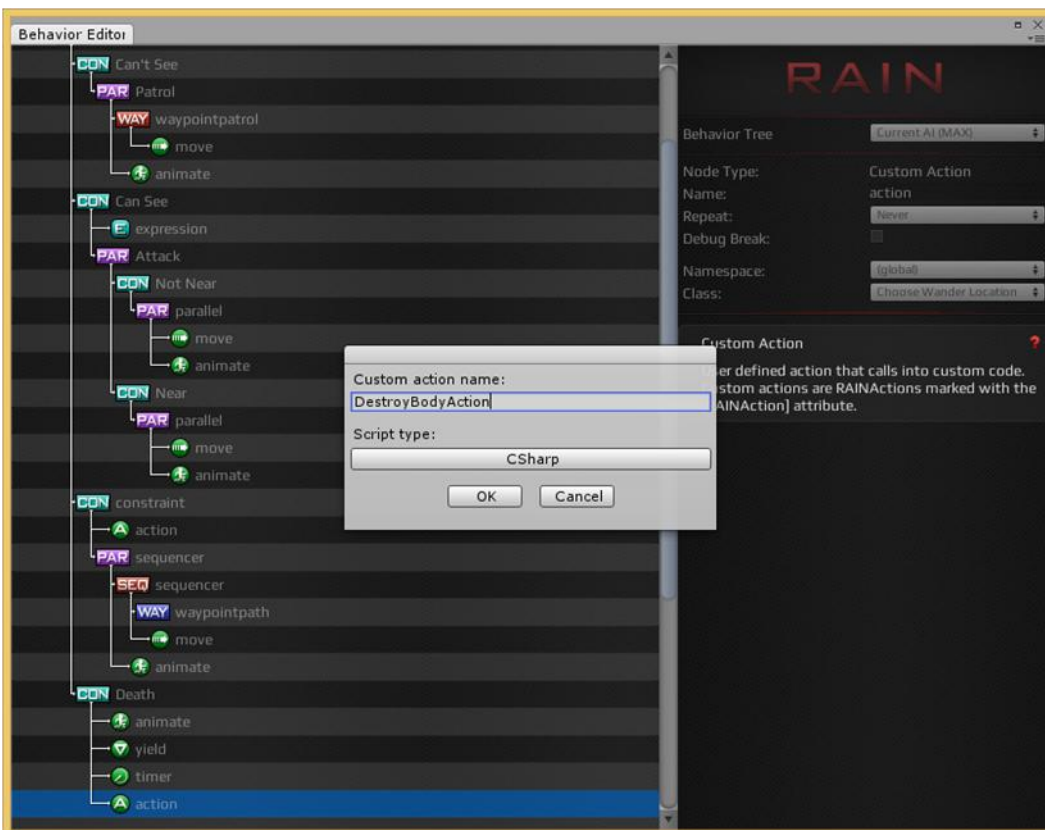 Behavior Editor
CON Can't See
PAR Patrol
WAY waypointpatrol
move
animate
CON Can See
E expression
PAR Attack
CON Not Near
PAR parallel
move
animate
CON Near
PAR parallel
move
animate
CON constraint
A action
PAR sequencer
SEQ sequencer
WAY waypointpath
move
animate
CON Death
animate
yield
timer
A action
RAIN
Behavior Tree Current AI (MAX)
Node Type: Custom Action
Name: action
Repeat: Never
Debug Break:
Namespace: (global)
Class: Choose Wander Location
Custom Action ?
er defined action that calls into custom code.
stom actions are RAINActions marked with the
AINAction] attribute.
Custom action name:
DestroyBodyAction
Script type:
CSharp
OK Cancel